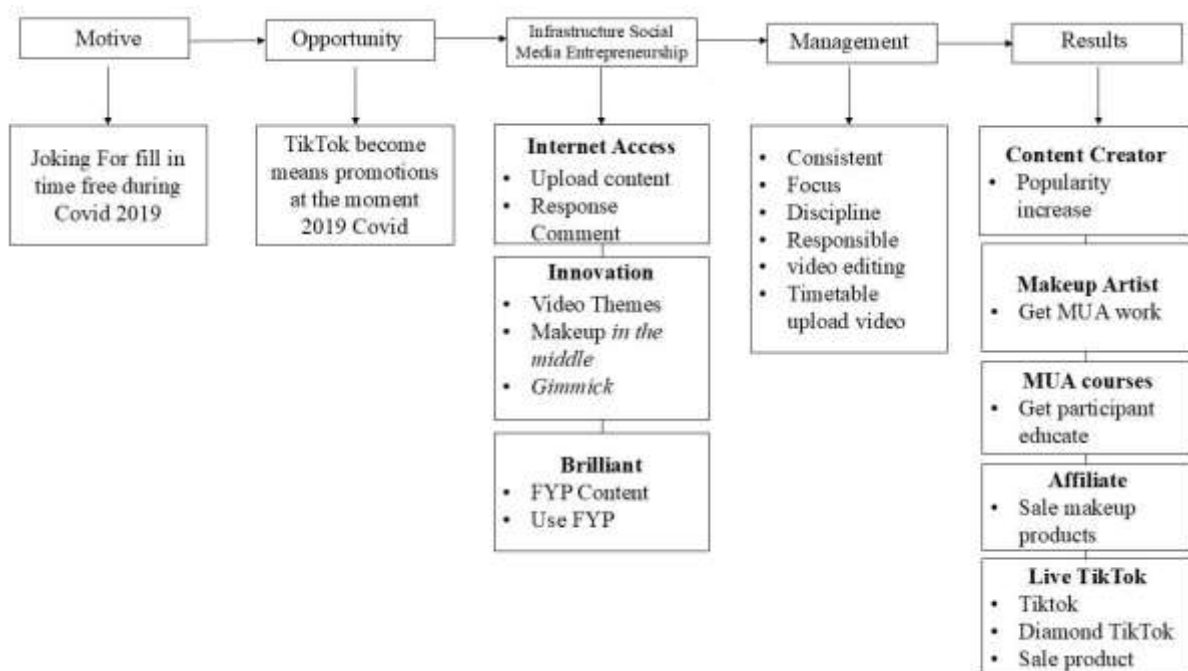 Motive
Opportunity
Infrastructure Social
Media Entrepreneurship
Management
Results
Joking For fill in
time free during
Covid 2019
TikTok become
means promotions
at the moment
2019 Covid
Internet Access
• Upload content
• Response
Comment
Innovation
• Video Themes
• Makeup in the
middle
• Gimmick
Brilliant
• FYP Content
• Use FYP
• Consistent
• Focus
• Discipline
• Responsible
• video editing
• Timetable
upload video
Content Creator
• Popularity
increase
Makeup Artist
• Get MUA work
MUA courses
• Get participant
educate
Affiliate
• Sale makeup
products
Live TikTok
• Tiktok
• Diamond TikTok
• Sale product